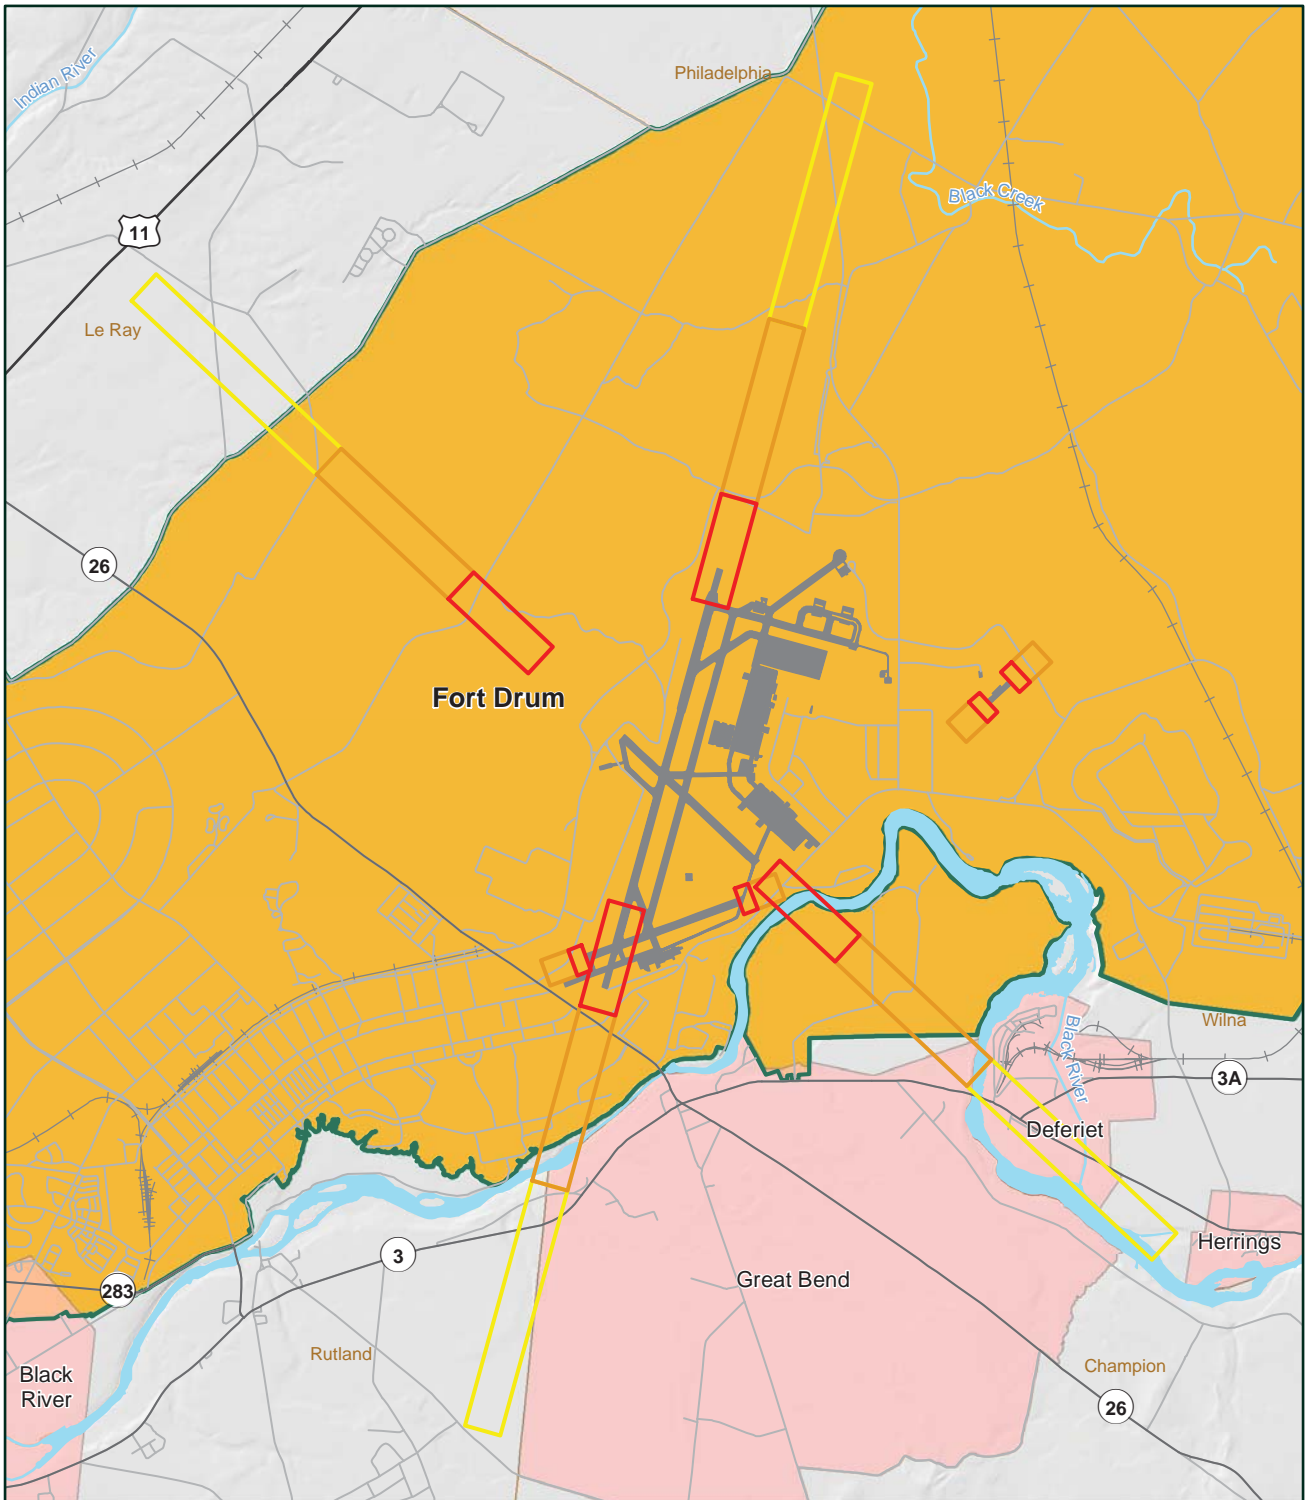 Indian River
Philadelphia
Black Creek
11
Le Ray
26
Fort Drum
Wilna
Black River
3A
Deferiet
Herrings
3
Great Bend
283
Rutland
Champion
Black
River
26